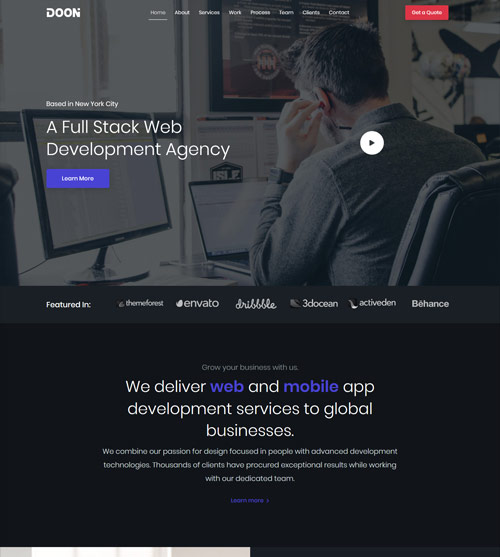 DOON
Home About Services Work Process Team Clients Contact
Get a Quote
Based in New York City
A Full Stack Web
Development Agency
Learn More
ISLE
Featured In:
themeforest envato dribbble 3docean activeden Bēhance
Grow your business with us.
We deliver web and mobile app
development services to global
businesses.
We combine our passion for design focused in people with advanced development
technologies. Thousands of clients have procured exceptional results while working
with our dedicated team.
Learn more >